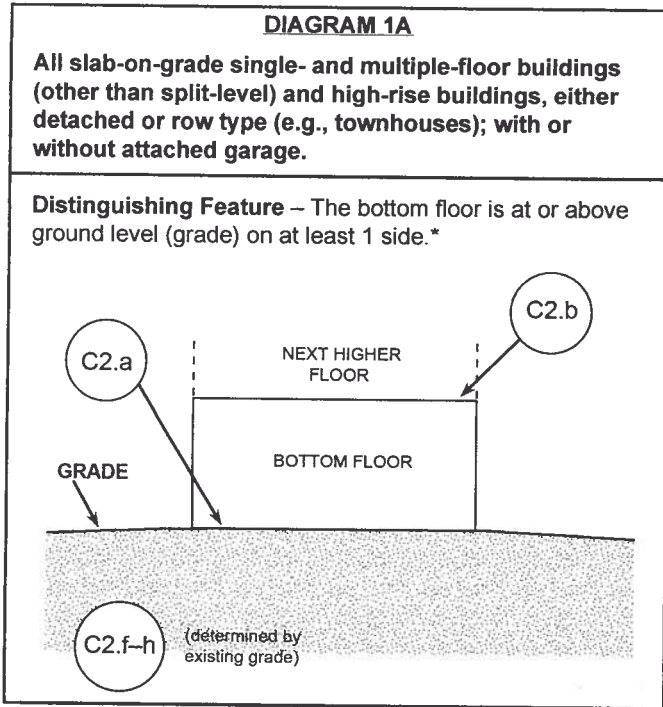 DIAGRAM 1A
All slab-on-grade single- and multiple-floor buildings
(other than split-level) and high-rise buildings, either
detached or row type (e.g., townhouses); with or
without attached garage.
Distinguishing Feature – The bottom floor is at or above
ground level (grade) on at least 1 side.*
C2.b
C2.a
NEXT HIGHER
FLOOR
BOTTOM FLOOR
GRADE
C2.f–h
(determined by
existing grade)